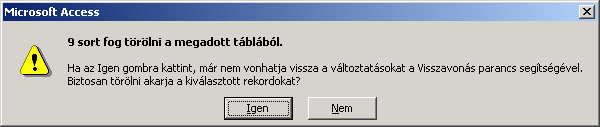 Microsoft Access
9 sort fog törölni a megadott táblából.
Ha az Igen gombra kattint, már nem vonhatja vissza a változtatásokat a Visszavonás parancs segítségével.
Biztosan törölni akarja a kiválasztott rekordokat?
Igen
Nem